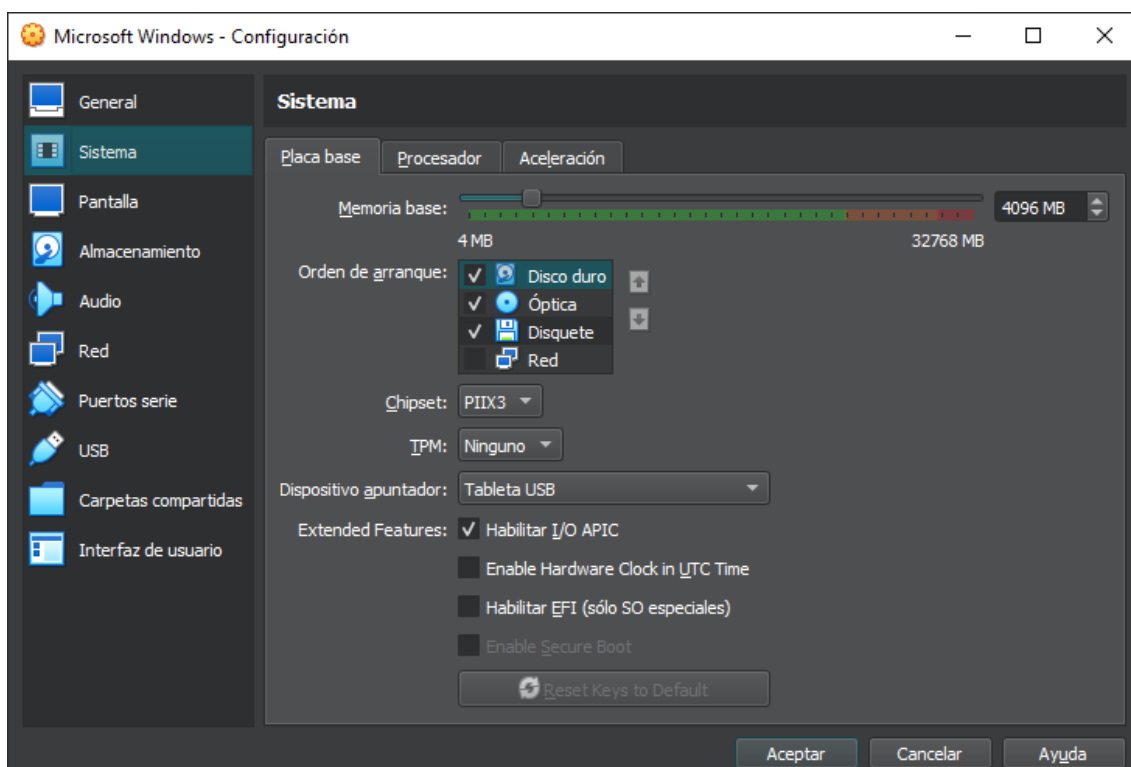 Microsoft Windows - Configuración
General
Sistema
Pantalla
Almacenamiento
Audio
Red
Puertos serie
USB
Carpetas compartidas
Interfaz de usuario
Sistema
Placa base Procesador Aceleración
Memoria base: 4096 MB
4 MB 32768 MB
Orden de arranque: Disco duro
Óptica
Disquete
Red
Chipset: PIIX3
TPM: Ninguno
Dispositivo apuntador: Tableta USB
Extended Features: Habilitar I/O APIC
Enable Hardware Clock in UTC Time
Habilitar EFI (sólo SO especiales)
Enable Secure Boot
Reset Keys to Default
Aceptar Cancelar Ayuda